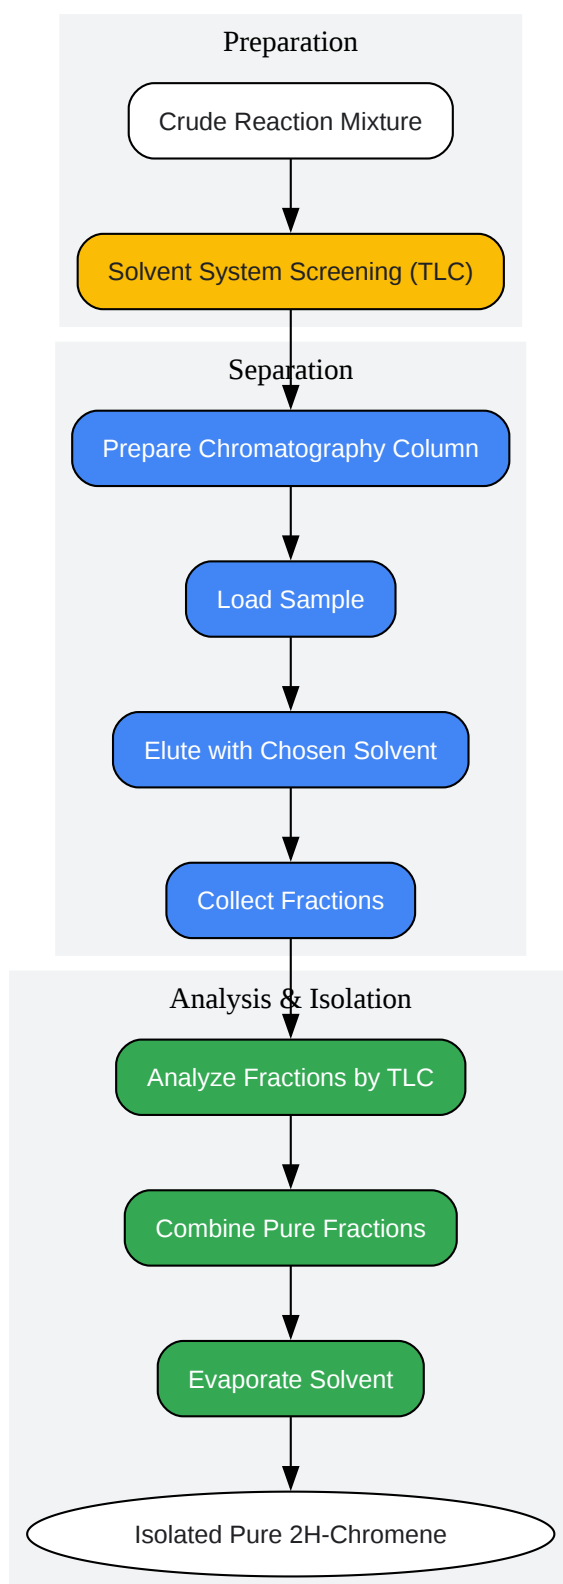 Preparation
Crude Reaction Mixture
Solvent System Screening (TLC)
Separation
Prepare Chromatography Column
Load Sample
Elute with Chosen Solvent
Collect Fractions
Analysis & Isolation
Analyze Fractions by TLC
Combine Pure Fractions
Evaporate Solvent
Isolated Pure 2H-Chromene